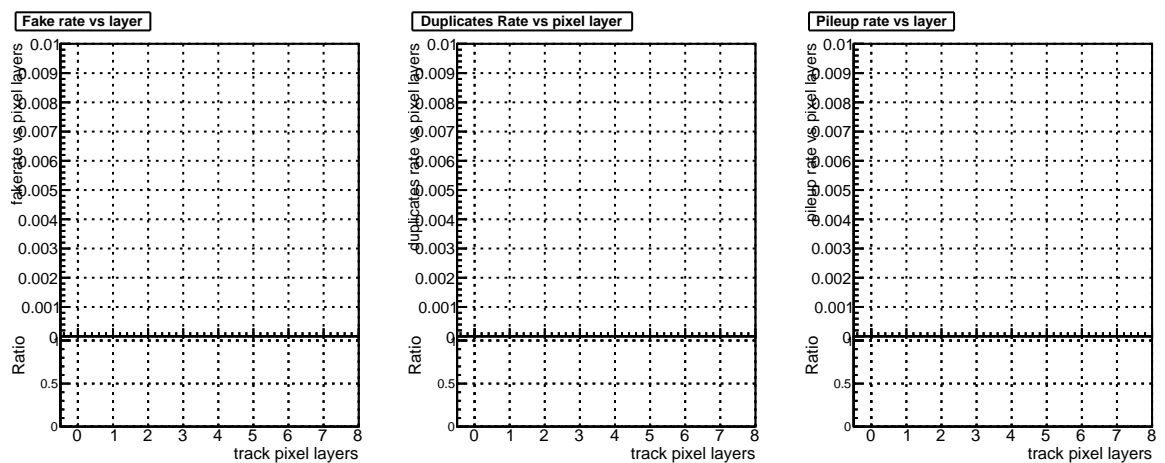 Fake rate vs layer
fakerate vs pixel layers
0.01
0.009
0.008
0.007
0.006
0.005
0.004
0.003
0.002
0.001
0
Ratio
1
0.5
0
0 1 2 3 4 5 6 7 8
track pixel layers
Duplicates Rate vs pixel layer
duplicates rate vs pixel layers
0.01
0.009
0.008
0.007
0.006
0.005
0.004
0.003
0.002
0.001
0
Ratio
1
0.5
0
0 1 2 3 4 5 6 7 8
track pixel layers
Pileup rate vs layer
pileup rate vs pixel layers
0.01
0.009
0.008
0.007
0.006
0.005
0.004
0.003
0.002
0.001
0
Ratio
1
0.5
0
0 1 2 3 4 5 6 7 8
track pixel layers